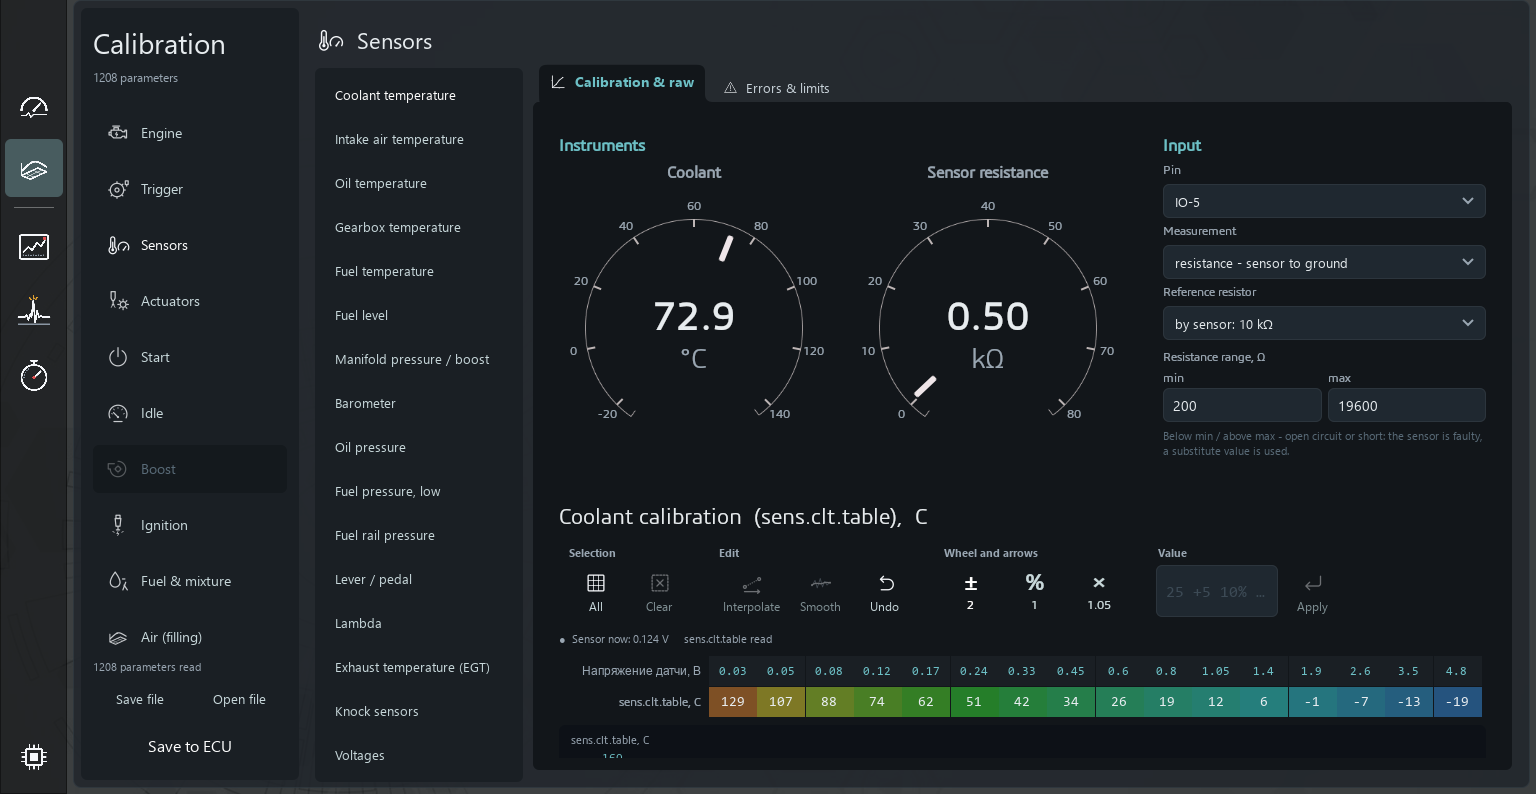 Calibration
1208 parameters
Engine
Trigger
Sensors
Actuators
Start
Idle
Boost
Ignition
Fuel & mixture
Air (filling)
1208 parameters read
Save file
Open file
Save to ECU
Sensors
Coolant temperature
Intake air temperature
Oil temperature
Gearbox temperature
Fuel temperature
Fuel level
Manifold pressure / boost
Barometer
Oil pressure
Fuel pressure, low
Fuel rail pressure
Lever / pedal
Lambda
Exhaust temperature (EGT)
Knock sensors
Voltages
Calibration & raw
Errors & limits
Instruments
Coolant
-20 0 20 40 60 80 100 120 140
72.9
°C
Sensor resistance
0 10 20 30 40 50 60 70 80
0.50
kΩ
Input
Pin
IO-5
Measurement
resistance - sensor to ground
Reference resistor
by sensor: 10 kΩ
Resistance range, Ω
min max
200 19600
Below min / above max - open circuit or short: the sensor is faulty,
a substitute value is used.
Coolant calibration (sens.clt.table), C
Selection Edit Wheel and arrows Value
± % × 25 +5 10% …
All Clear Interpolate Smooth Undo 2 1 1.05 Apply
Sensor now: 0.124 V sens.clt.table read
Напряжение датчи, В 0.03 0.05 0.08 0.12 0.17 0.24 0.33 0.45 0.6 0.8 1.05 1.4 1.9 2.6 3.5 4.8
sens.clt.table, C 129 107 88 74 62 51 42 34 26 19 12 6 -1 -7 -13 -19
sens.clt.table, C
160